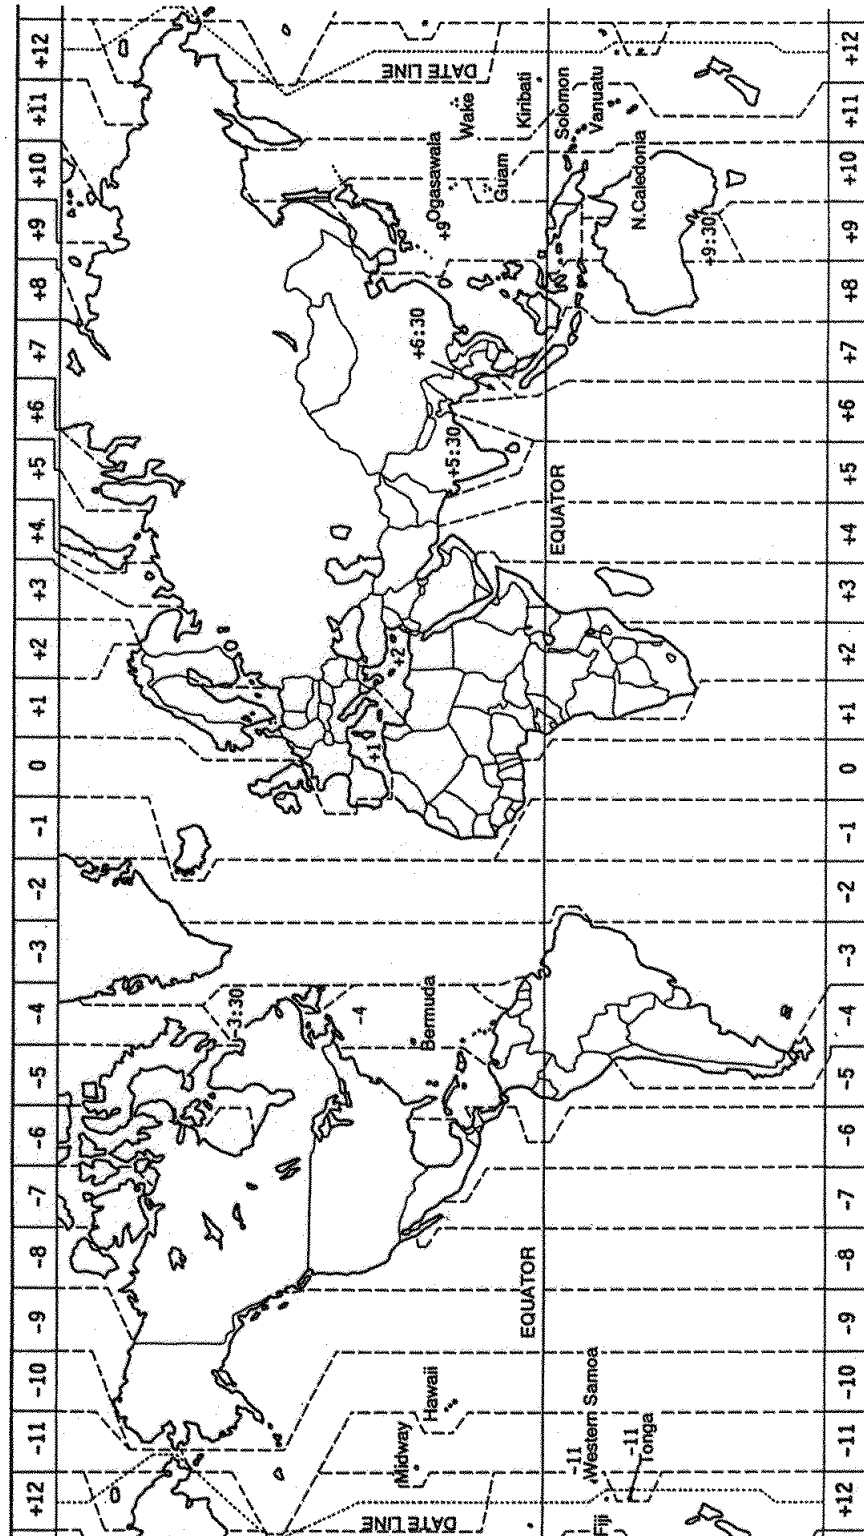 +12 -11 -10 -9 -8 -7 -6 -5 -4 -3 -2 -1 0 +1 +2 +3 +4 +5 +6 +7 +8 +9 +10 +11 +12
-3:30
-4
+1
+2
Midway
+6:30
DATE LINE
DATE LINE
Hawaii
Bermuda
Ogasawala
+9
+5:30
Wake
Guam
EQUATOR
Kiribati
EQUATOR
Solomon
-11
Western Samoa
Vanuatu
Fiji
-11
Tonga
N.Caledonia
+9:30
+12 -11 -10 -9 -8 -7 -6 -5 -4 -3 -2 -1 0 +1 +2 +3 +4 +5 +6 +7 +8 +9 +10 +11 +12